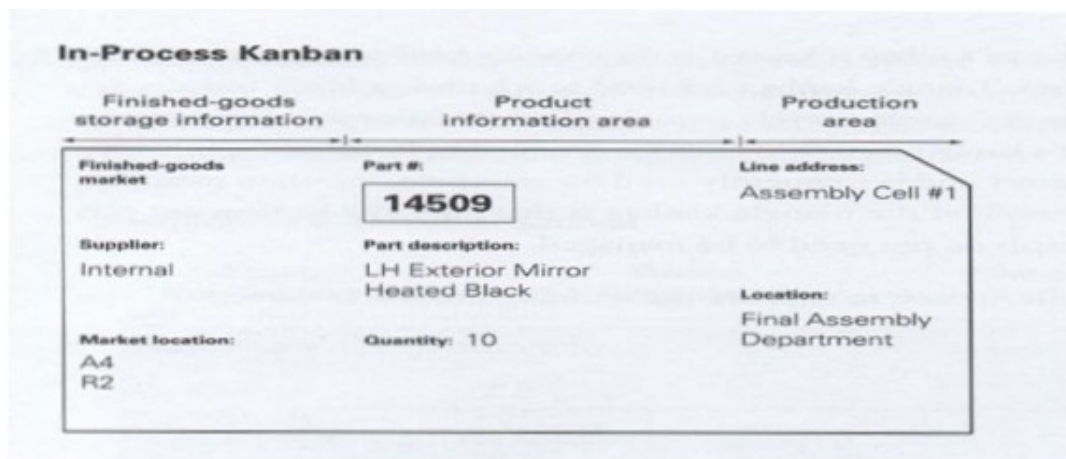 In-Process Kanban
Finished-goods
storage information
Product
Information area
Production
area
Finished-goods
market
Part #:
14509
Line address:
Assembly Cell #1
Supplier:
Internal
Part description:
LH Exterior Mirror
Heated Black
Location:
Final Assembly
Department
Market location:
A4
R2
Quantity: 10